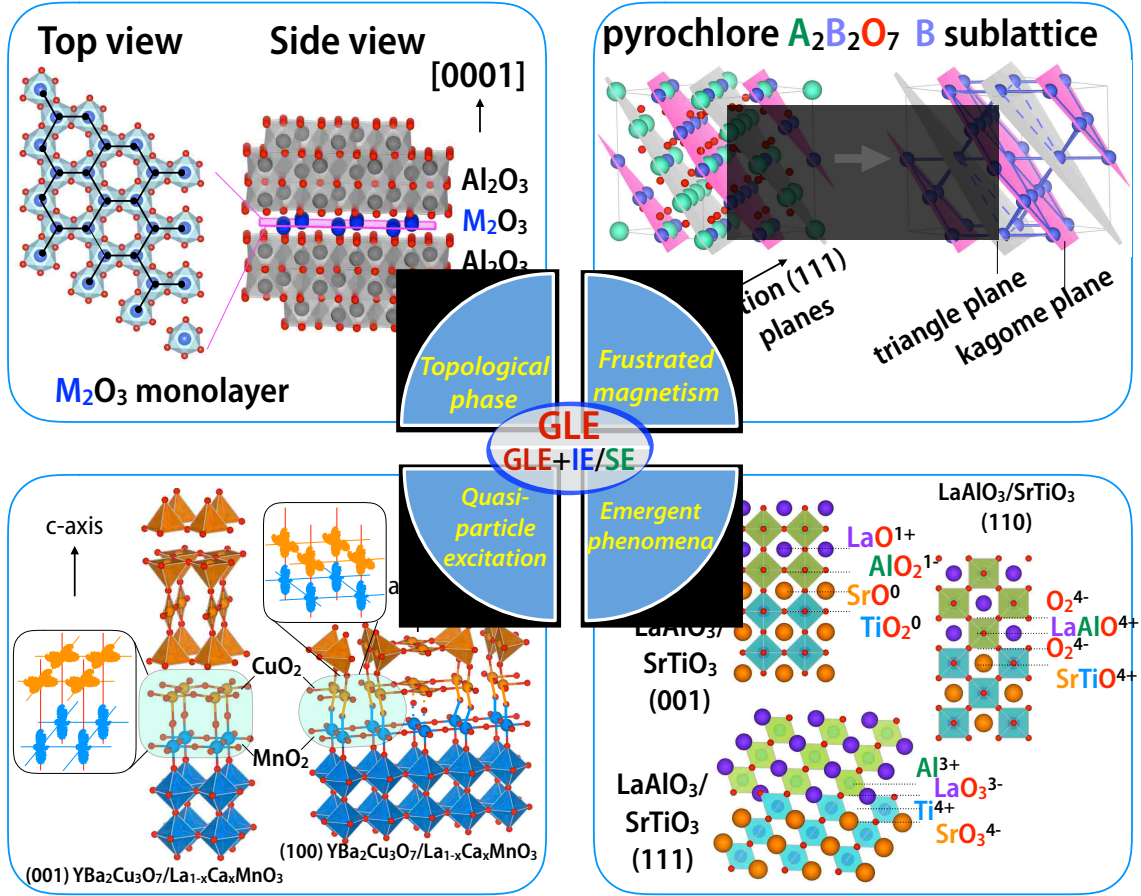 Top view
Side view
[0001]
Al₂O₃
M₂O₃
Al₂O₃
M₂O₃ monolayer
pyrochlore A₂B₂O₇ B sublattice
(111)
planes
triangle plane
kagome plane
Topological
phase
Frustrated
magnetism
GLE
GLE+IE/SE
Quasi-
particle
excitation
Emergent
phenomena
c-axis
a
CuO₂
MnO₂
(001) YBa₂Cu₃O₇/La₁₋ₓCaₓMnO₃
(100) YBa₂Cu₃O₇/La₁₋ₓCaₓMnO₃
LaO¹⁺
AlO₂¹⁻
SrO⁰
TiO₂⁰
LaAlO₃/
SrTiO₃
(001)
LaAlO₃/SrTiO₃
(110)
O₂⁴⁻
LaAlO⁴⁺
O₂⁴⁻
SrTiO⁴⁺
LaAlO₃/
SrTiO₃
(111)
Al³⁺
LaO₃³⁻
Ti⁴⁺
SrO₃⁴⁻